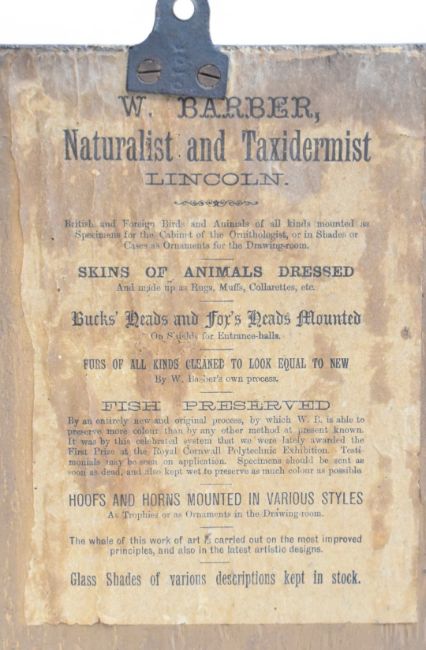 W. BARBER,
Naturalist and Taxidermist
LINCOLN.
British and Foreign Birds and Animals of all kinds mounted as
Specimens for the Cabinet of the Ornithologist, or in Shades or
Cases as Ornaments for the Drawing-room.
SKINS OF ANIMALS DRESSED
And made up as Rugs, Muffs, Collarettes, etc.
Bucks' Heads and Fox's Heads Mounted
On Shields for Entrance-halls.
FURS OF ALL KINDS CLEANED TO LOOK EQUAL TO NEW
By W. Barber's own process.
FISH PRESERVED
By an entirely new and original process, by which W. B. is able to
preserve more colour than by any other method at present known.
It was by this celebrated system that we were lately awarded the
First Prize at the Royal Cornwall Polytechnic Exhibition. Testi-
monials may be seen on application. Specimens should be sent as
soon as dead, and also kept wet to preserve as much colour as possible
HOOFS AND HORNS MOUNTED IN VARIOUS STYLES
As Trophies or as Ornaments in the Drawing-room.
The whole of this work of art is carried out on the most improved
principles, and also in the latest artistic designs.
Glass Shades of various descriptions kept in stock.